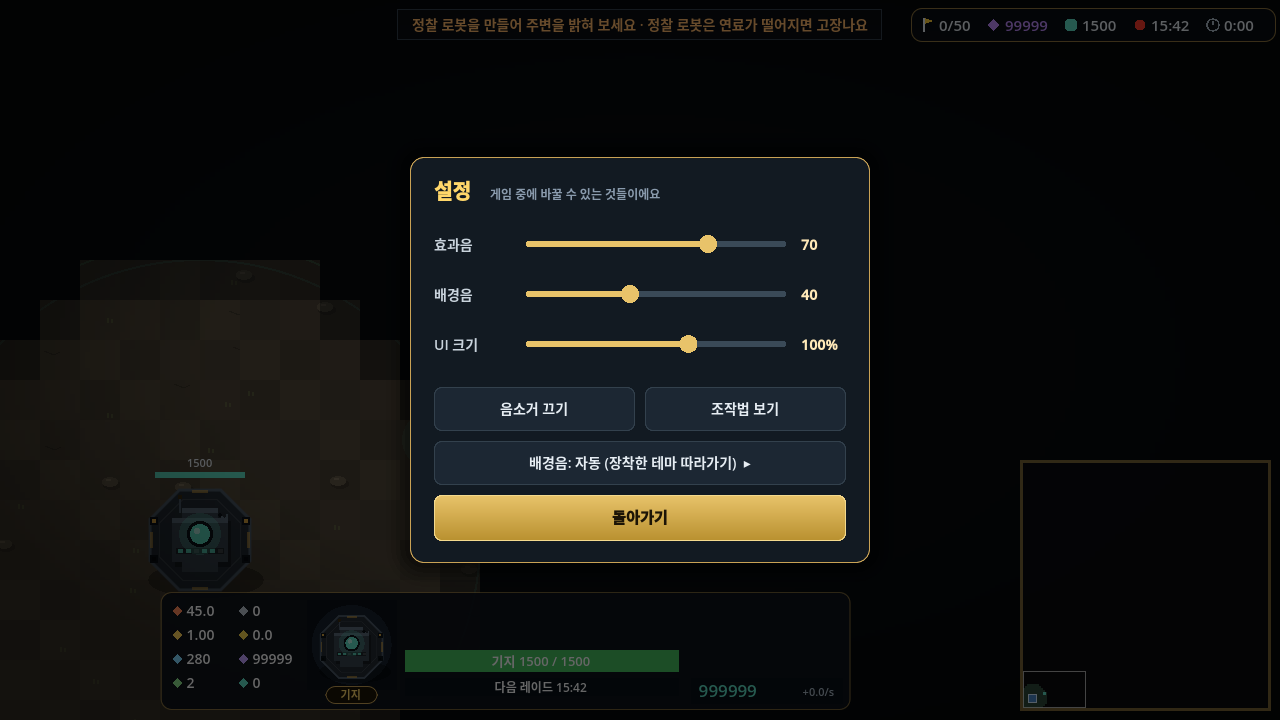 정찰 로봇을 만들어 주변을 밝혀 보세요 · 정찰 로봇은 연료가 떨어지면 고장나요
0/50 99999 1500 15:42 0:00
설정 게임 중에 바꿀 수 있는 것들이에요
효과음 70
배경음 40
UI 크기 100%
음소거 끄기 조작법 보기
배경음: 자동 (장착한 테마 따라가기) ▸
돌아가기
1500
45.0 0
1.00 0.0
280 99999
2 0
기지
기지 1500 / 1500
다음 레이드 15:42
999999 +0.0/s